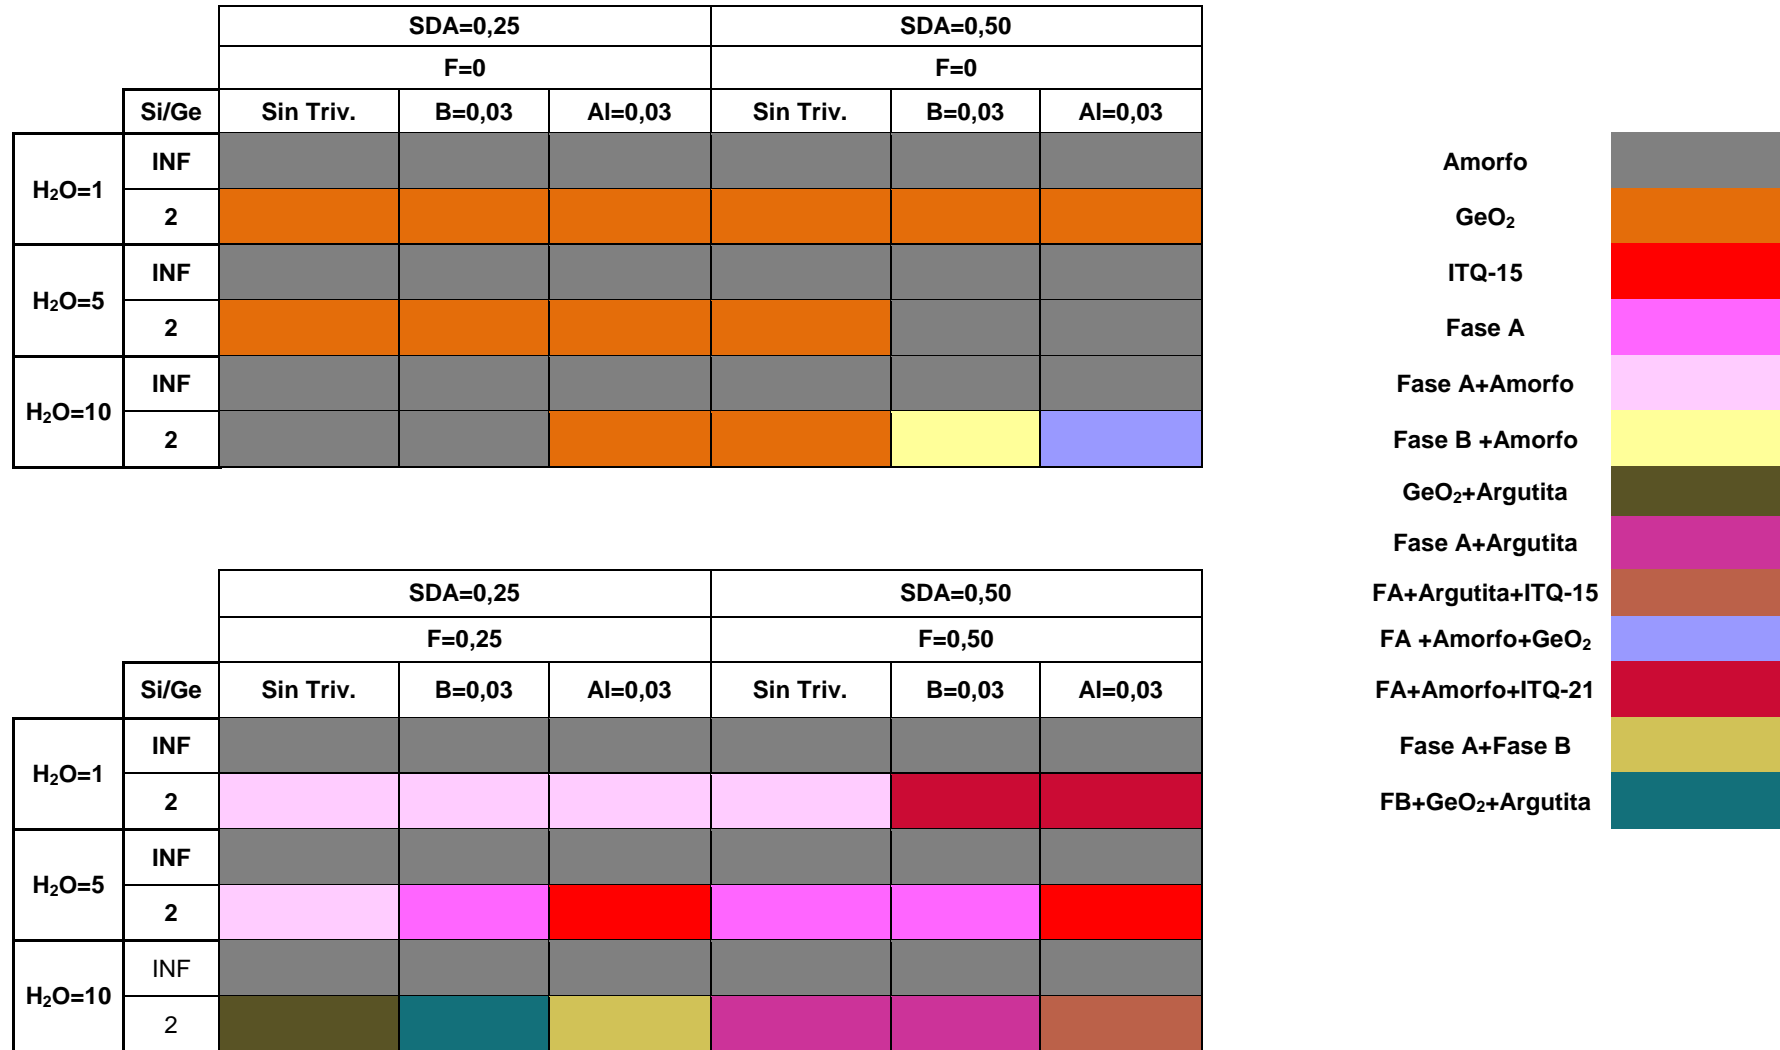 SDA=0,25 SDA=0,50
F=0 F=0
Si/Ge Sin Triv. B=0,03 Al=0,03 Sin Triv. B=0,03 Al=0,03
H₂O=1 INF
2
H₂O=5 INF
2
H₂O=10 INF
2
SDA=0,25 SDA=0,50
F=0,25 F=0,50
Si/Ge Sin Triv. B=0,03 Al=0,03 Sin Triv. B=0,03 Al=0,03
H₂O=1 INF
2
H₂O=5 INF
2
H₂O=10 INF
2
Amorfo
GeO₂
ITQ-15
Fase A
Fase A+Amorfo
Fase B +Amorfo
GeO₂+Argutita
Fase A+Argutita
FA+Argutita+ITQ-15
FA +Amorfo+GeO₂
FA+Amorfo+ITQ-21
Fase A+Fase B
FB+GeO₂+Argutita